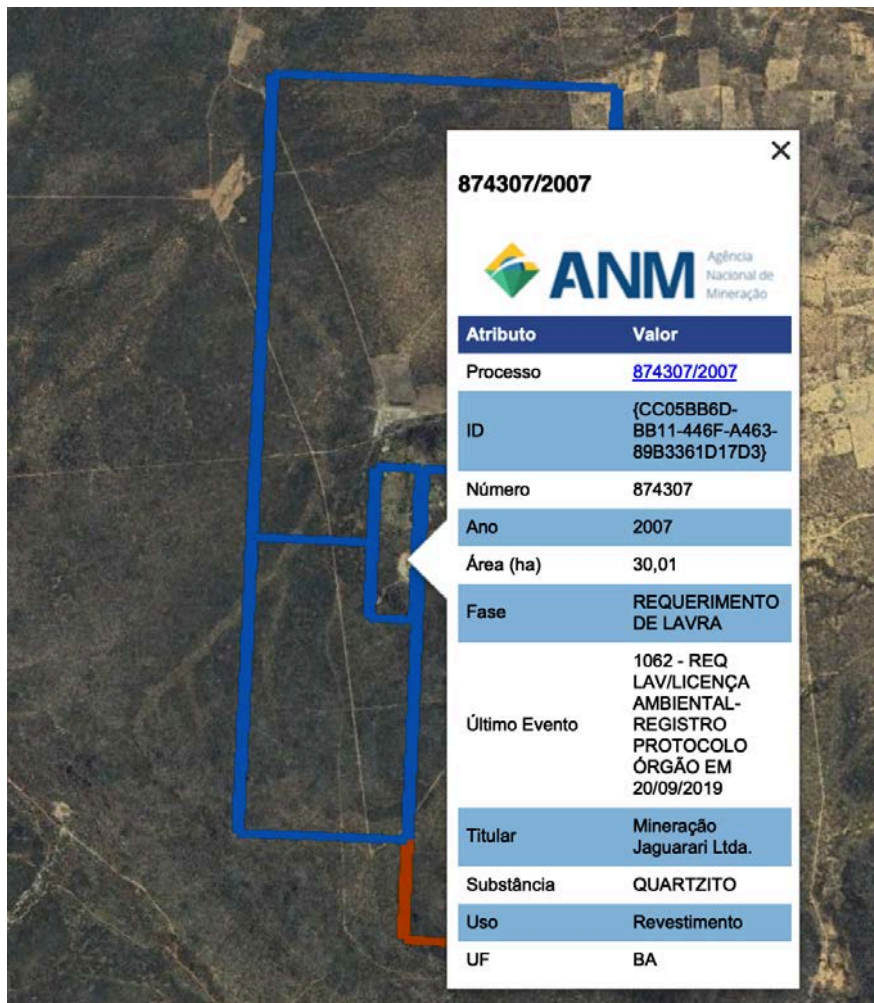 874307/2007
ANM Agência
Nacional de
Mineração
Atributo Valor
Processo 874307/2007
ID {CC05BB6D-
BB11-446F-A463-
89B3361D17D3}
Número 874307
Ano 2007
Área (ha) 30,01
Fase REQUERIMENTO
DE LAVRA
Último Evento 1062 - REQ
LAV/LICENÇA
AMBIENTAL-
REGISTRO
PROTOCOLO
ÓRGÃO EM
20/09/2019
Titular Mineração
Jaguarari Ltda.
Substância QUARTZITO
Uso Revestimento
UF BA